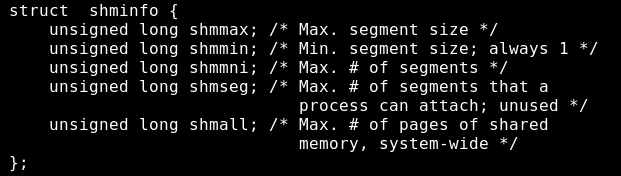 struct  shminfo {
    unsigned long shmmax; /* Max. segment size */
    unsigned long shmmin; /* Min. segment size; always 1 */
    unsigned long shmmni; /* Max. # of segments */
    unsigned long shmseg; /* Max. # of segments that a
                             process can attach; unused */
    unsigned long shmall; /* Max. # of pages of shared
                             memory, system-wide */
};